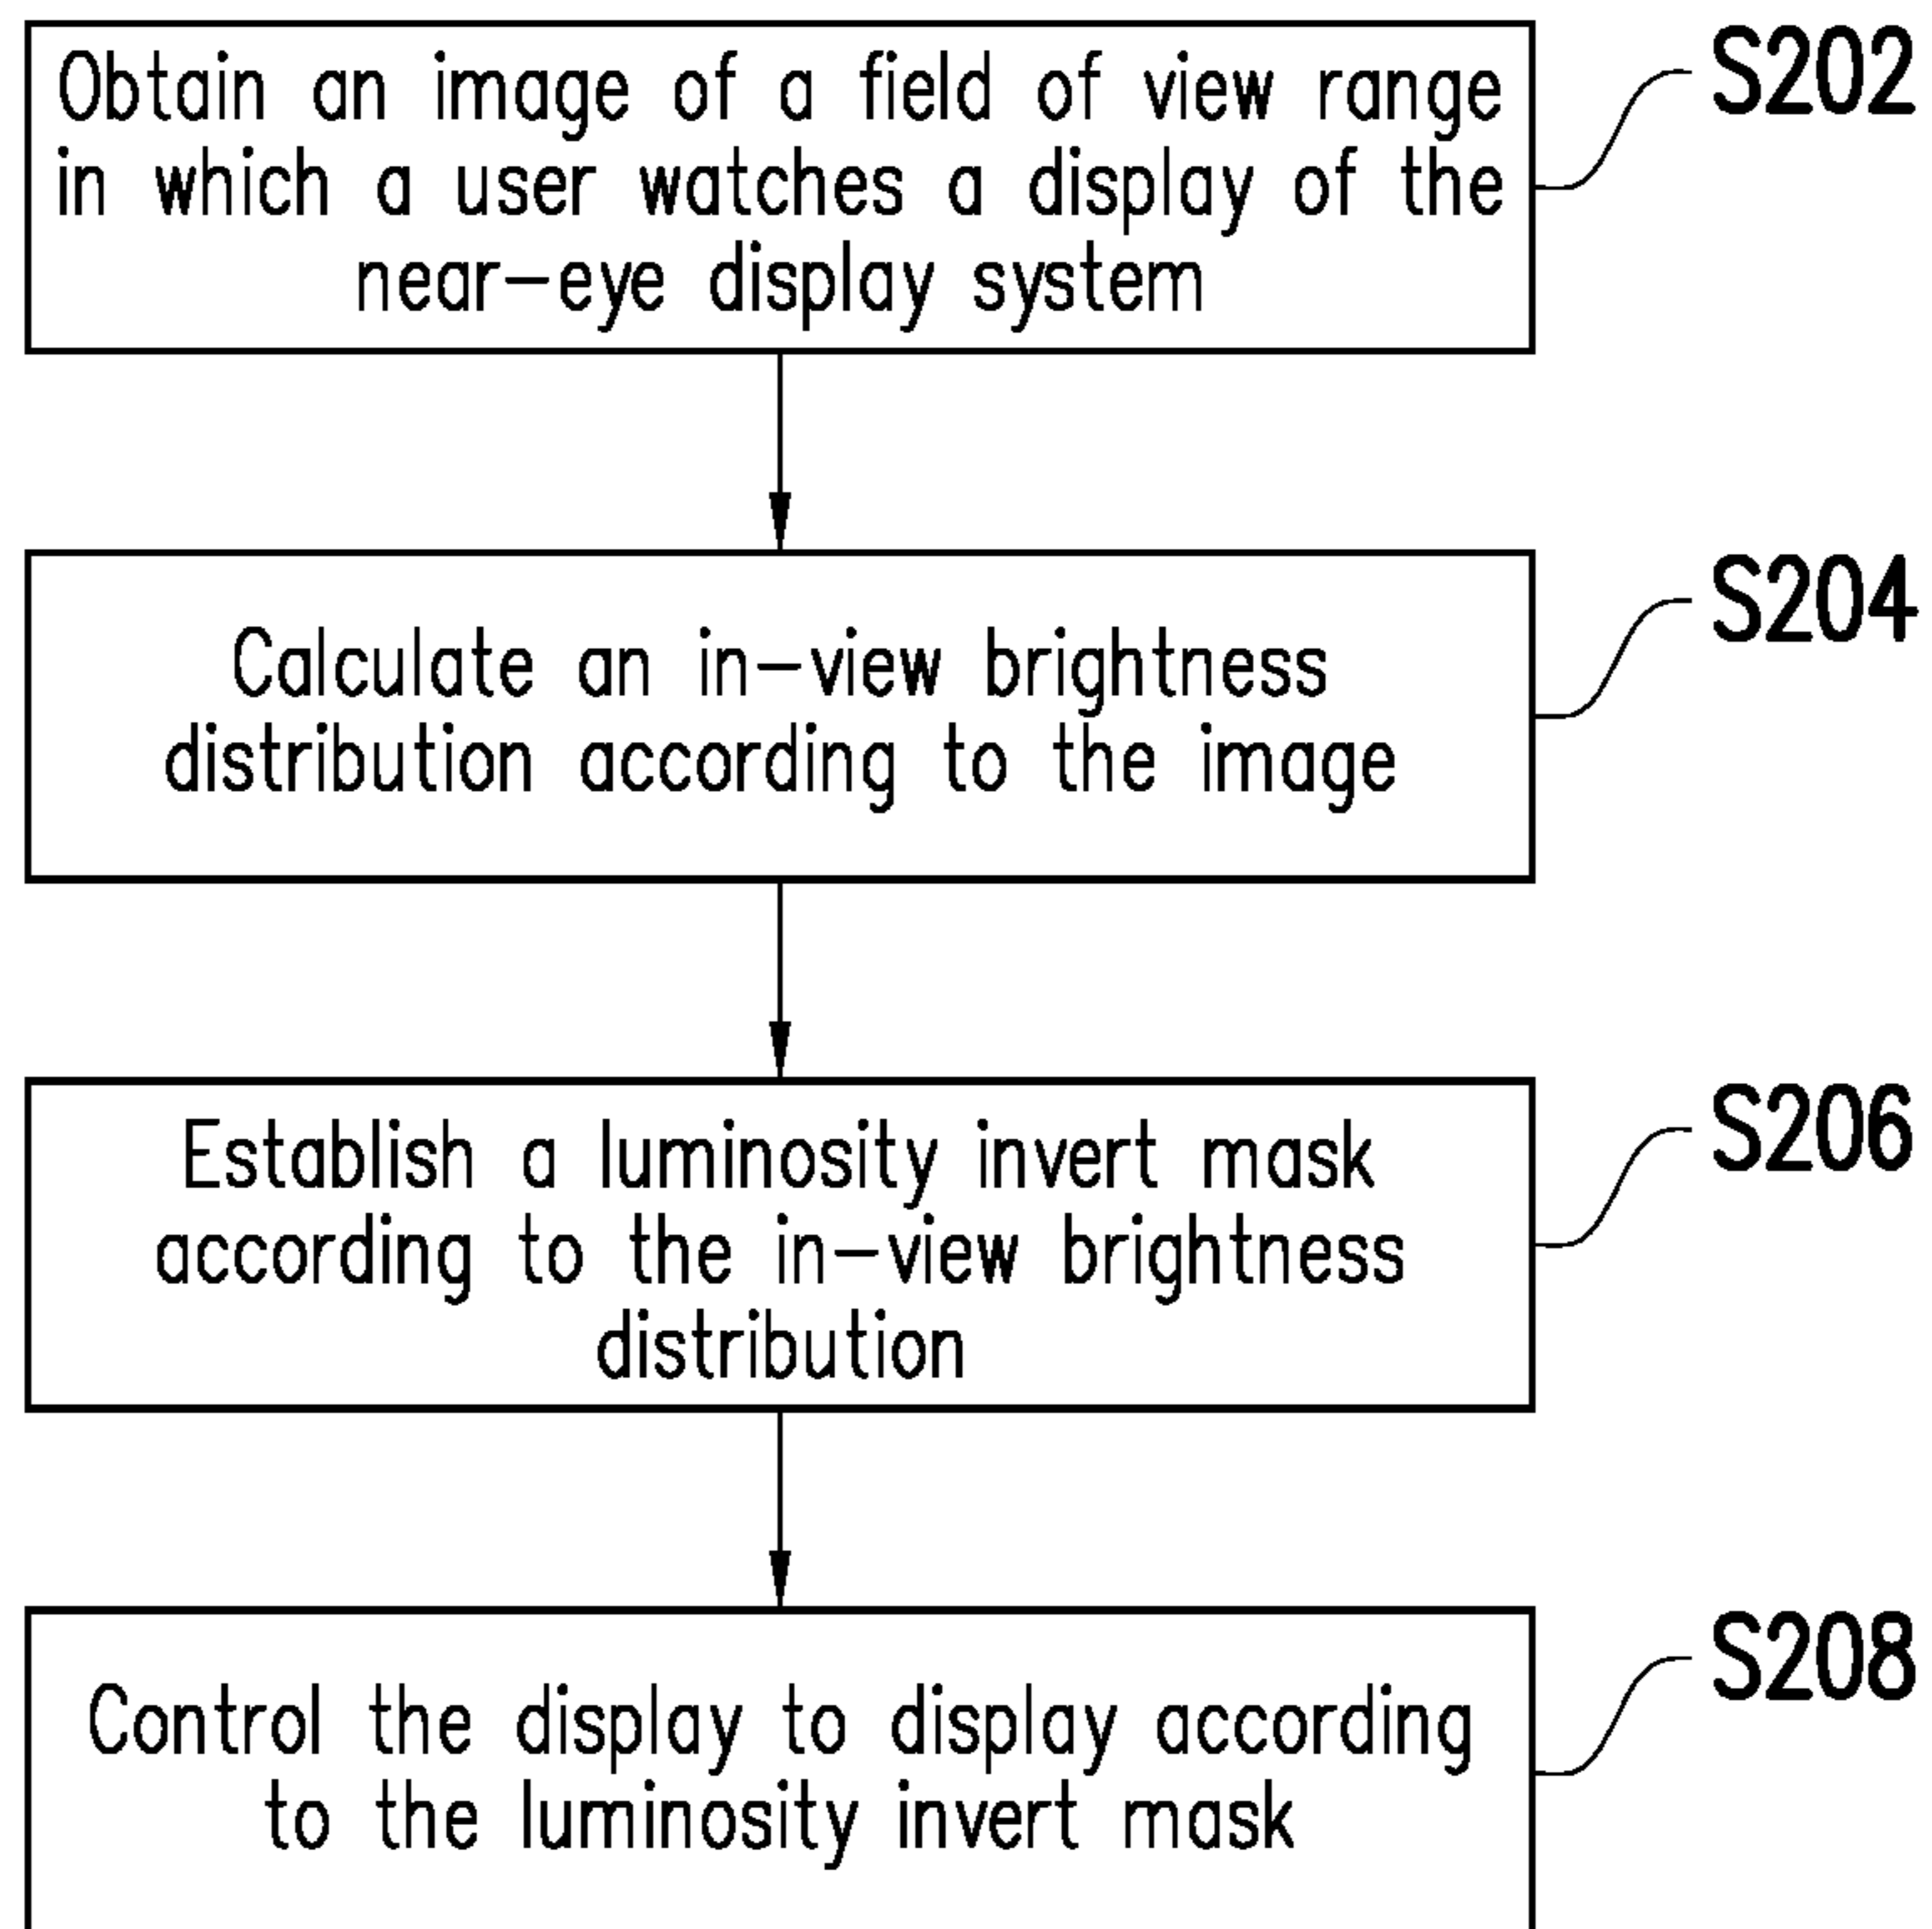 Obtain an image of a field of view range
in which a user watches a display of the
near-eye display system
S202
Calculate an in-view brightness
distribution according to the image
S204
Establish a luminosity invert mask
according to the in-view brightness
distribution
S206
Control the display to display according
to the luminosity invert mask
S208